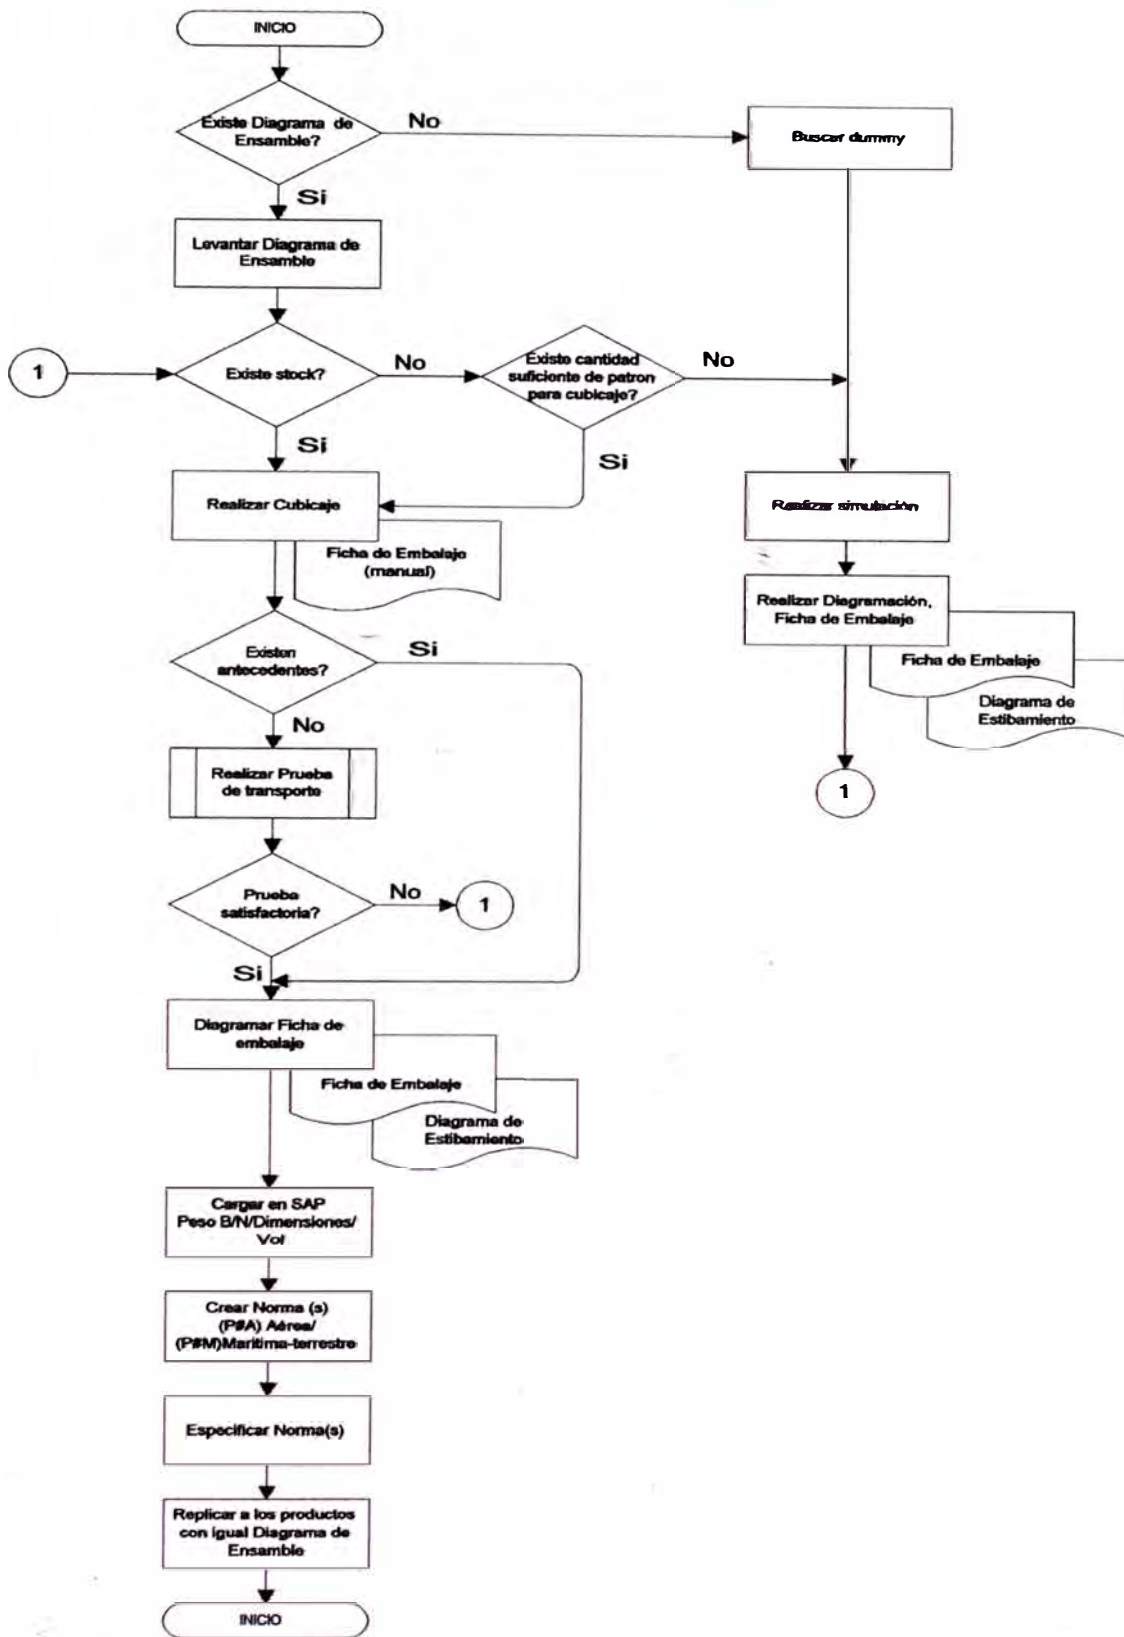 INICIO
Existe Diagrama de
Ensamble?
No
Buscar dummy
Si
Levantar Diagrama de
Ensamble
1
Existe stock?
No
Existe cantidad
suficiente de patron
para cubicaje?
No
Si
Si
Realizar Cubicaje
Ficha de Embalaje
(manual)
Realizar simulación
Realizar Diagramación,
Ficha de Embalaje
Ficha de Embalaje
Diagrama de
Estibamiento
1
Existen
antecedentes?
Si
No
Realizar Prueba
de transporte
Prueba
satisfactoria?
No
1
Si
Diagramar Ficha de
embalaje
Ficha de Embalaje
Diagrama de
Estibamiento
Cargar en SAP
Peso B/N/Dimensiones/
Vol
Crear Norma (s)
(P#A) Aérea/
(P#M)Maritima-terrestre
Especificar Norma(s)
Replicar a los productos
con igual Diagrama de
Ensamble
INICIO